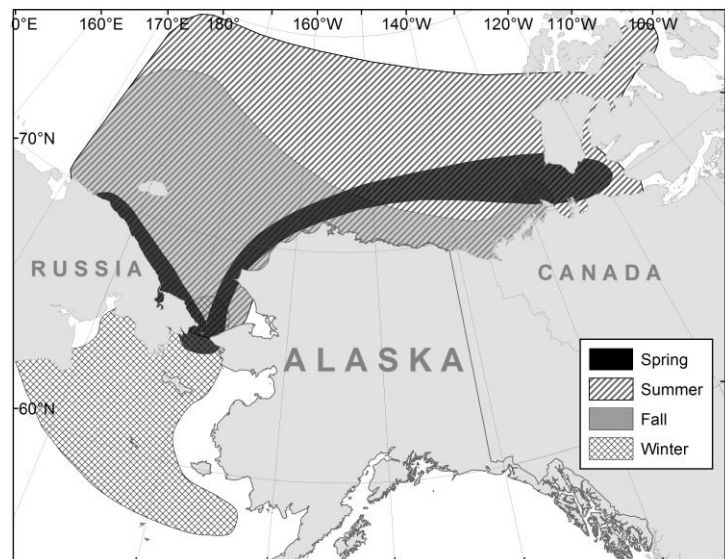 0°E 160°E 170°E 180° 160°W 140°W 120°W 110°W 100°W
70°N
RUSSIA
CANADA
ALASKA
60°N
Spring
Summer
Fall
Winter